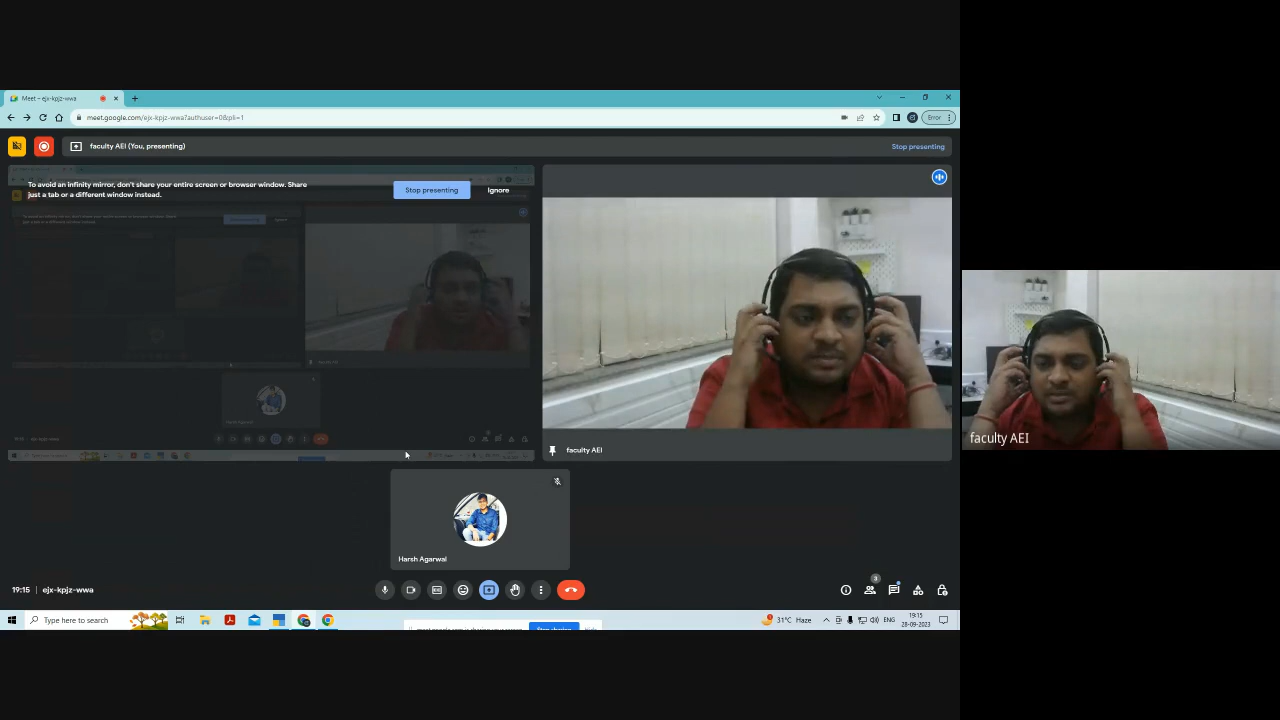 Meet – ejx-kpjz-wwa
meet.google.com/ejx-kpjz-wwa?authuser=0&pli=1
Error
faculty AEI (You, presenting)
Stop presenting
To avoid an infinity mirror, don't share your entire screen or browser window. Share
just a tab or a different window instead.
Stop presenting
Ignore
faculty AEI
faculty AEI
Harsh Agarwal
19:15 | ejx-kpjz-wwa
3
Type here to search
31°C Haze
ENG
19:15
28-09-2023